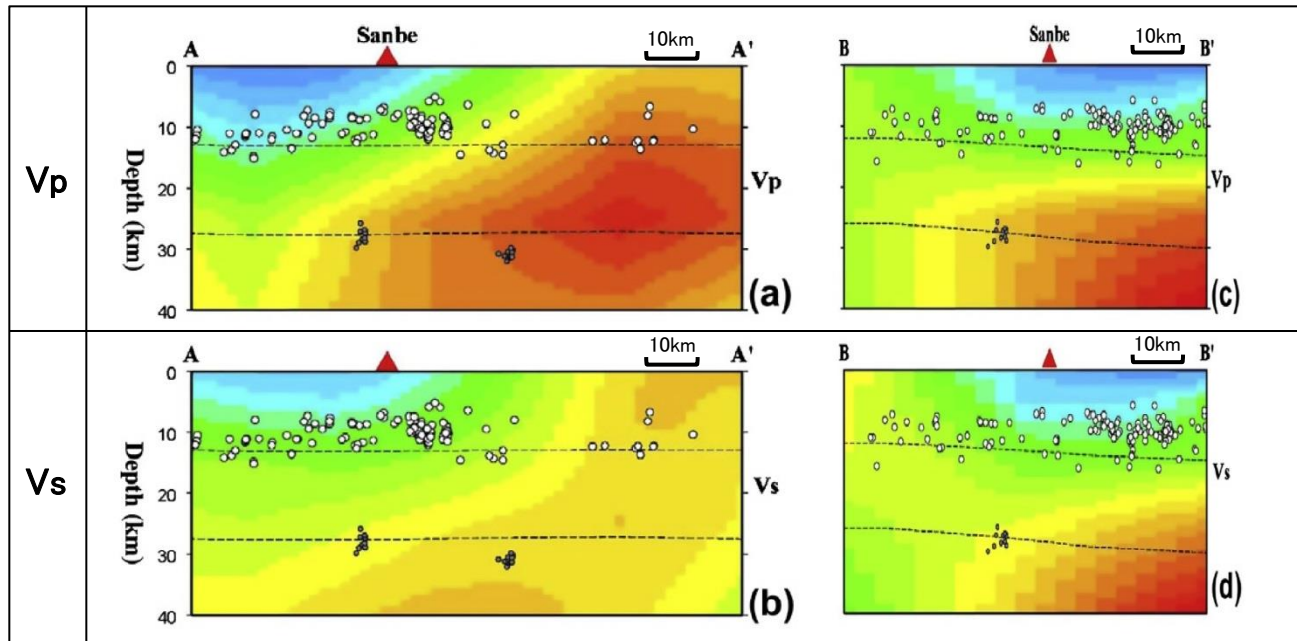 Vp
A
Sanbe
10km
A'
0
10
20
30
40
Depth (km)
Vp
(a)
B
Sanbe
10km
B'
Vp
(c)
Vs
A
10km
A'
0
10
20
30
40
Depth (km)
Vs
(b)
B
10km
B'
Vs
(d)